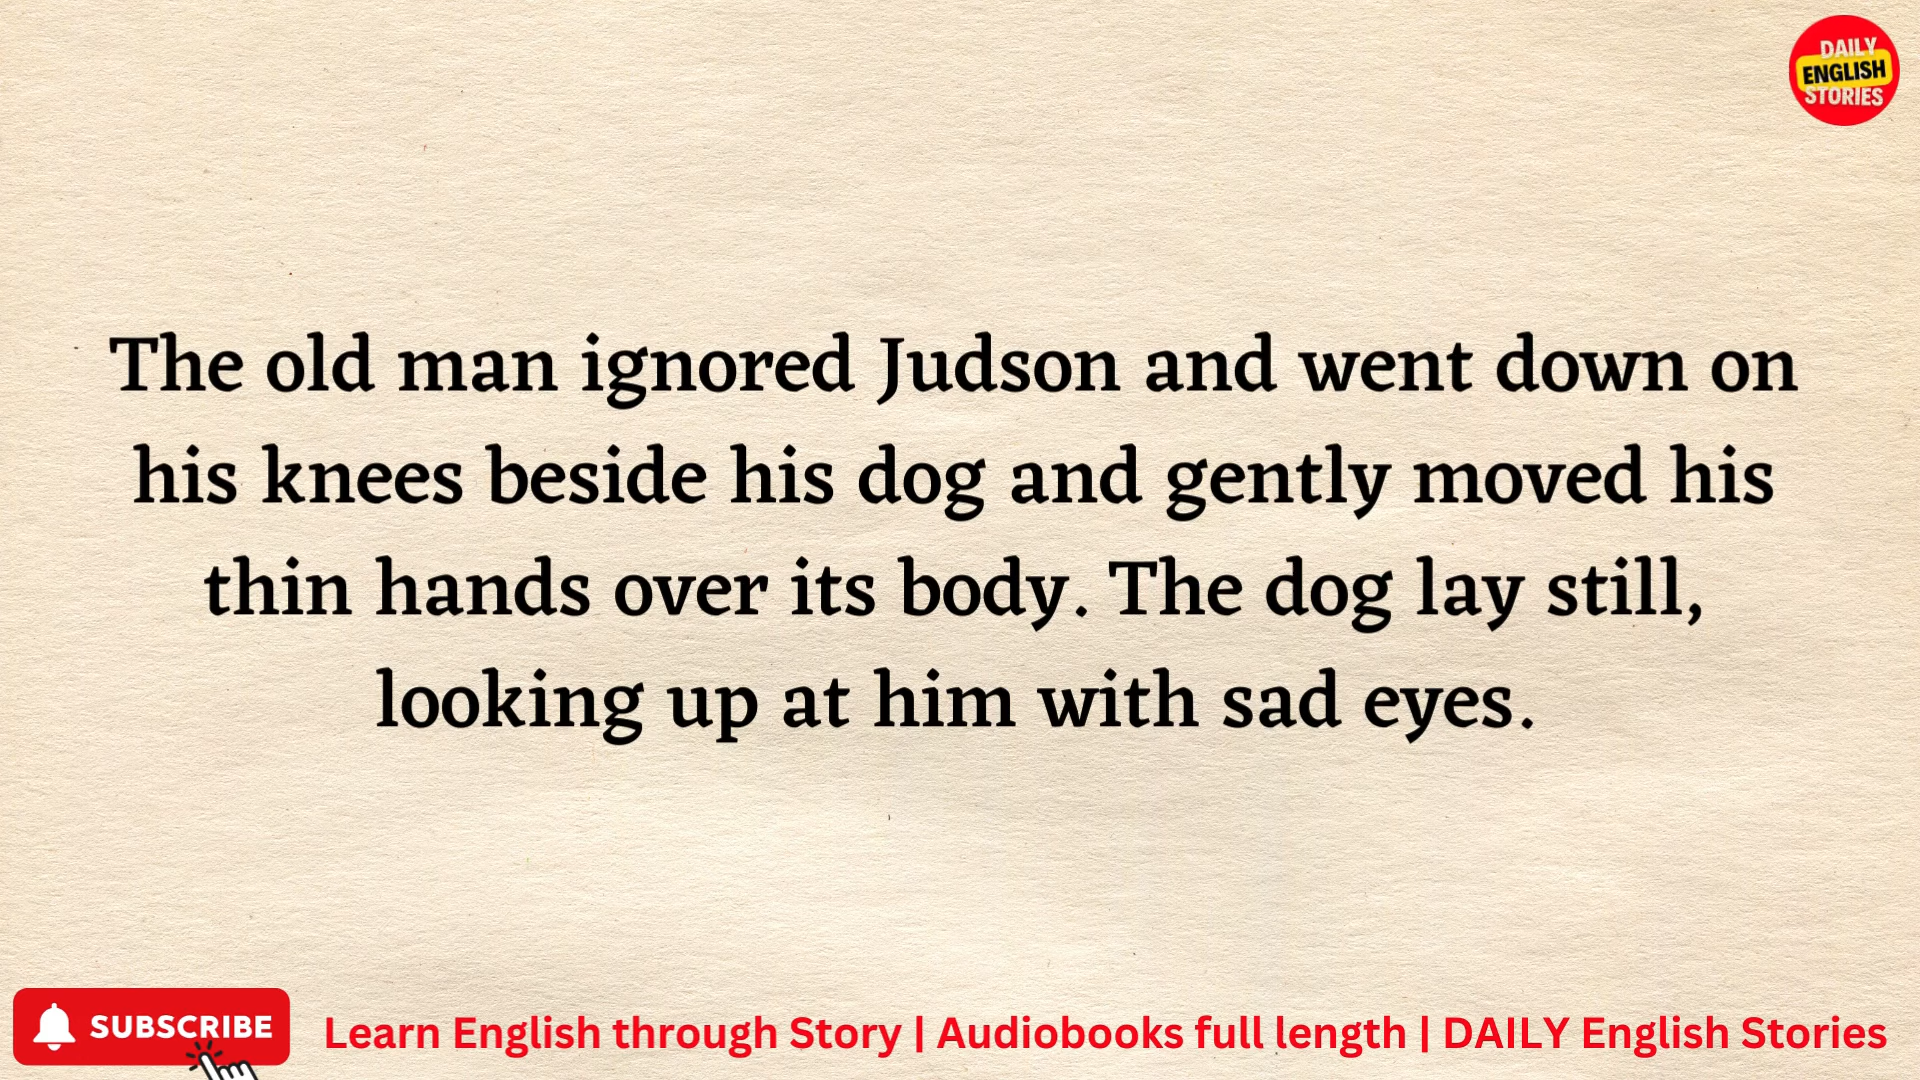 DAILY
ENGLISH
STORIES
The old man ignored Judson and went down on
his knees beside his dog and gently moved his
thin hands over its body. The dog lay still,
looking up at him with sad eyes.
SUBSCRIBE
Learn English through Story | Audiobooks full length | DAILY English Stories